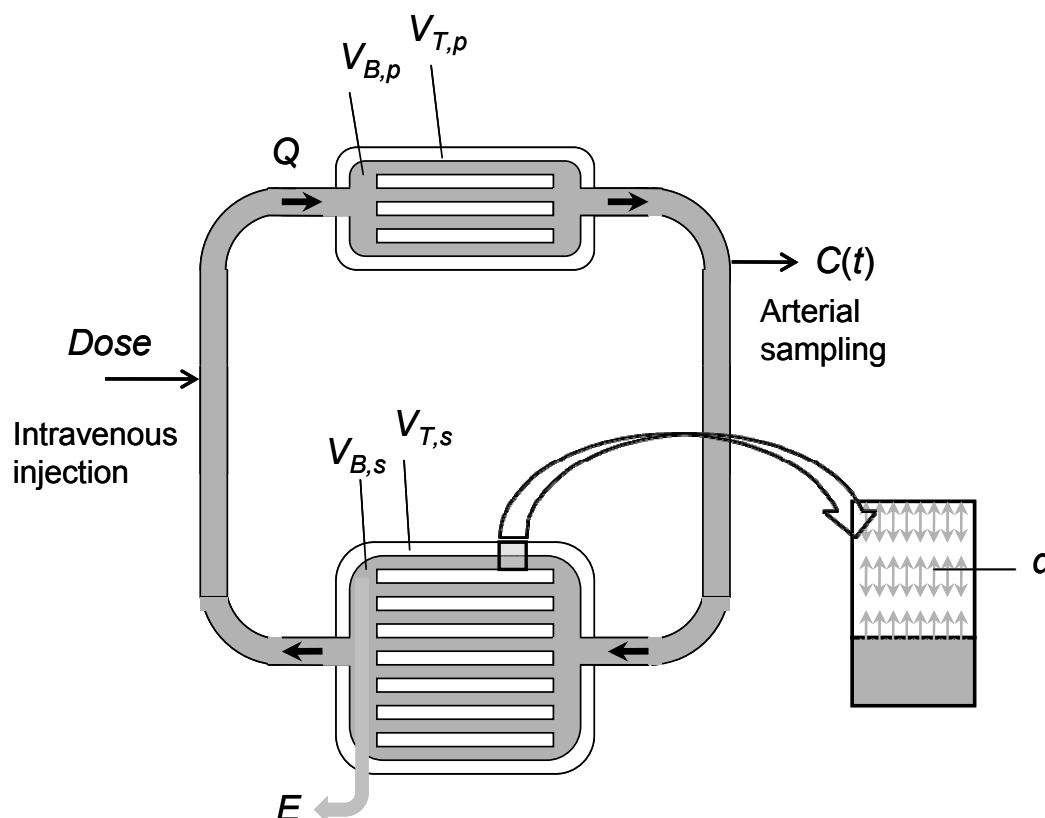 V_{T,p}
V_{B,p}
Q
C(t)
Arterial
sampling
Dose
Intravenous
injection
V_{T,s}
V_{B,s}
E